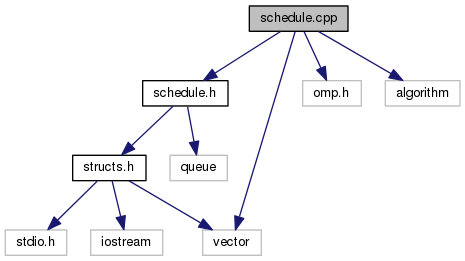 schedule.cpp
schedule.h
omp.h
algorithm
structs.h
queue
stdio.h
iostream
vector